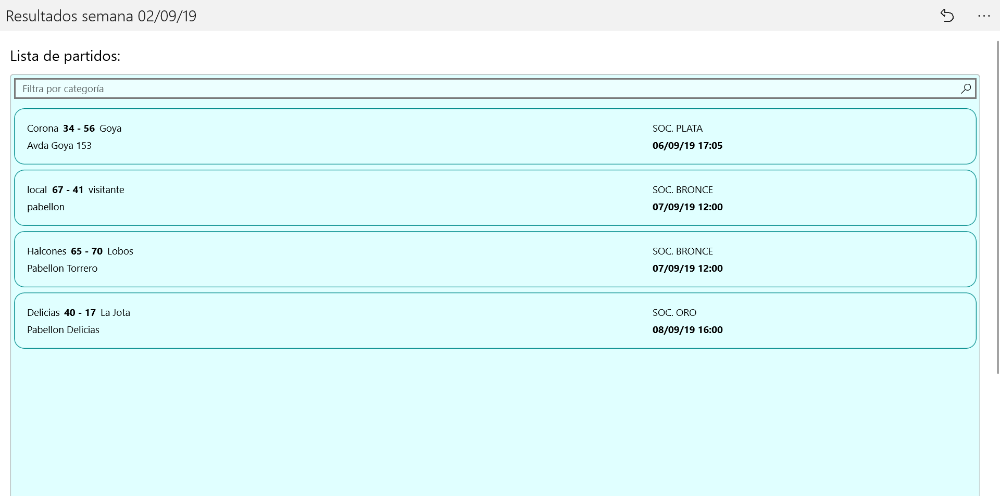 Resultados semana 02/09/19
Lista de partidos:
Filtra por categoría
Corona 34 - 56 Goya SOC. PLATA
Avda Goya 153 06/09/19 17:05
local 67 - 41 visitante SOC. BRONCE
pabellon 07/09/19 12:00
Halcones 65 - 70 Lobos SOC. BRONCE
Pabellon Torrero 07/09/19 12:00
Delicias 40 - 17 La Jota SOC. ORO
Pabellon Delicias 08/09/19 16:00